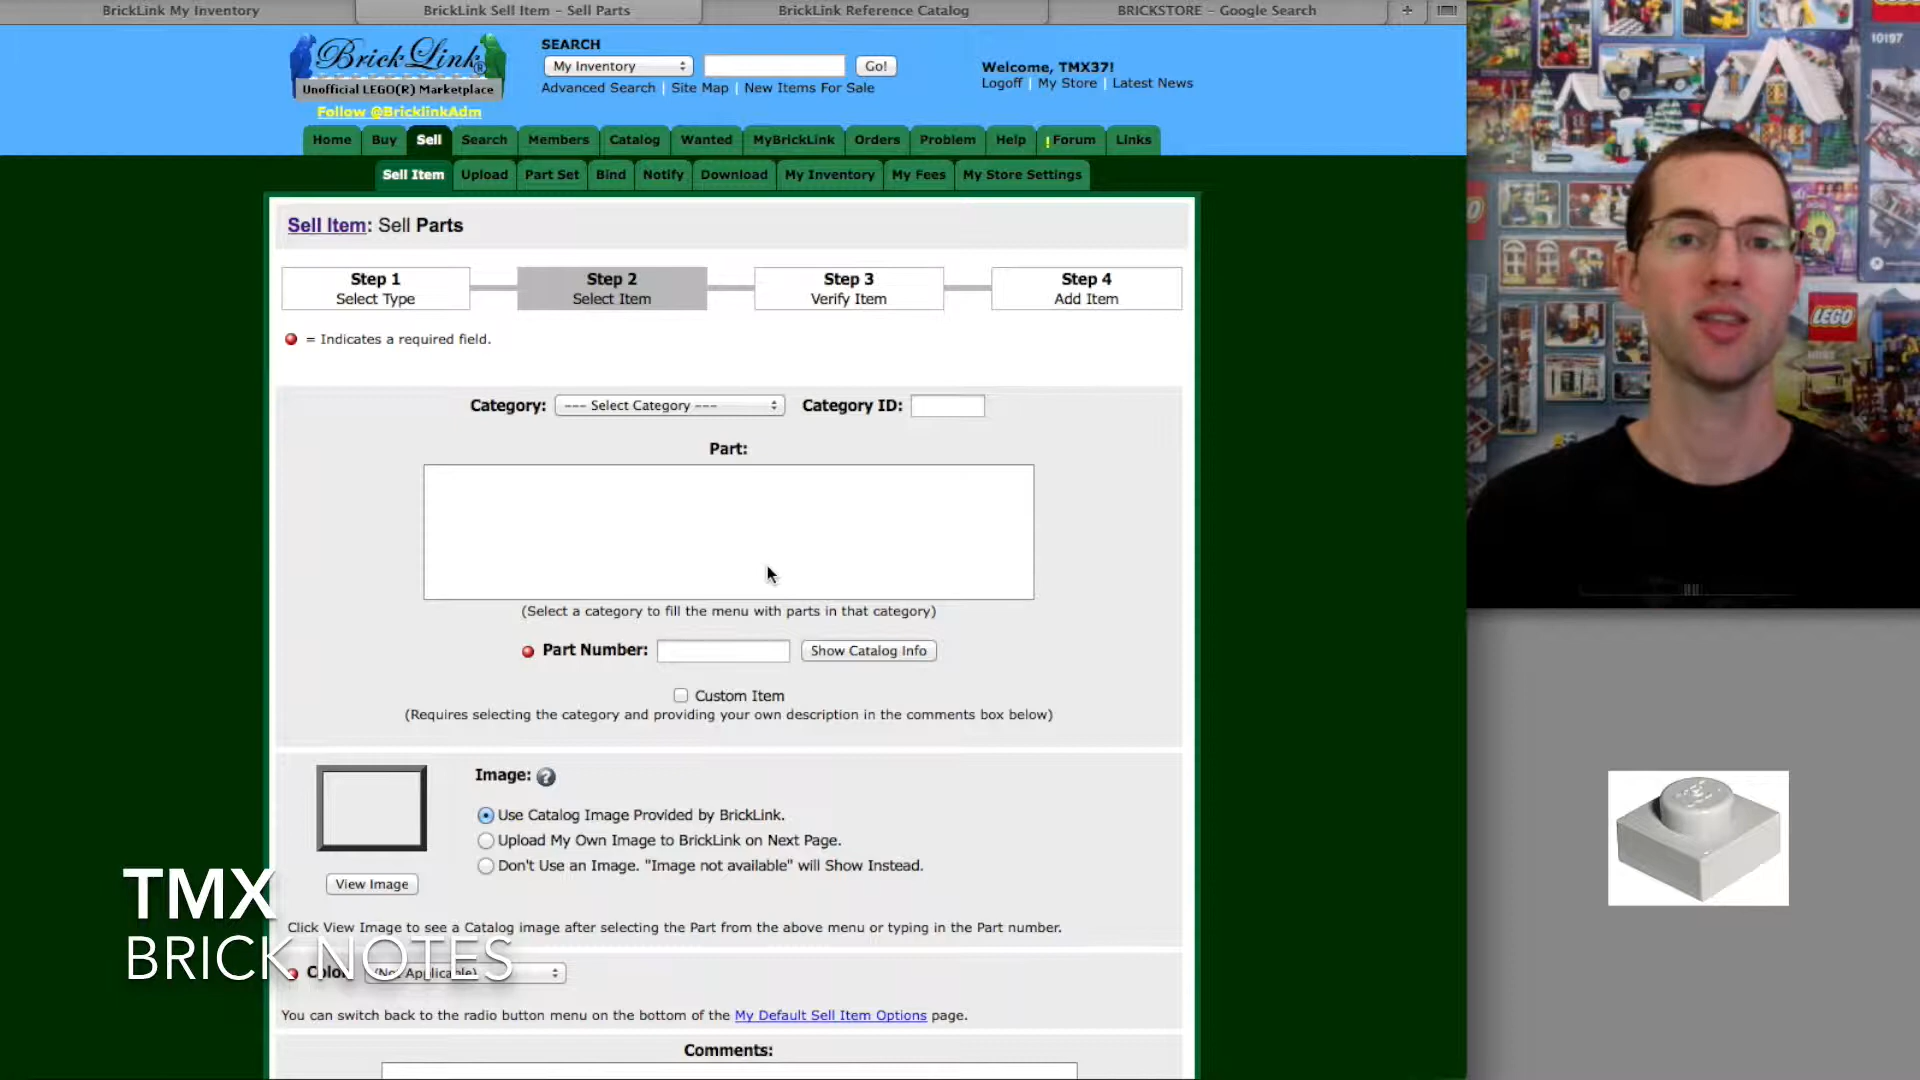 BrickLink My Inventory
BrickLink Sell Item – Sell Parts
BrickLink Reference Catalog
BRICKSTORE – Google Search
BrickLink®
Unofficial LEGO(R) Marketplace
Follow @BricklinkAdm
SEARCH
My Inventory
Go!
Advanced Search | Site Map | New Items For Sale
Welcome, TMX37!
Logoff | My Store | Latest News
Home Buy Sell Search Members Catalog Wanted MyBrickLink Orders Problem Help ! Forum Links
Sell Item Upload Part Set Bind Notify Download My Inventory My Fees My Store Settings
Sell Item: Sell Parts
Step 1
Select Type
Step 2
Select Item
Step 3
Verify Item
Step 4
Add Item
= Indicates a required field.
Category: --- Select Category --- Category ID:
Part:
(Select a category to fill the menu with parts in that category)
Part Number: Show Catalog Info
Custom Item
(Requires selecting the category and providing your own description in the comments box below)
Image: ?
Use Catalog Image Provided by BrickLink.
Upload My Own Image to BrickLink on Next Page.
Don't Use an Image. "Image not available" will Show Instead.
View Image
Click View Image to see a Catalog image after selecting the Part from the above menu or typing in the Part number.
Color (Not Applicable)
You can switch back to the radio button menu on the bottom of the My Default Sell Item Options page.
Comments:
TMX
BRICK NOTES
10197
LEGO